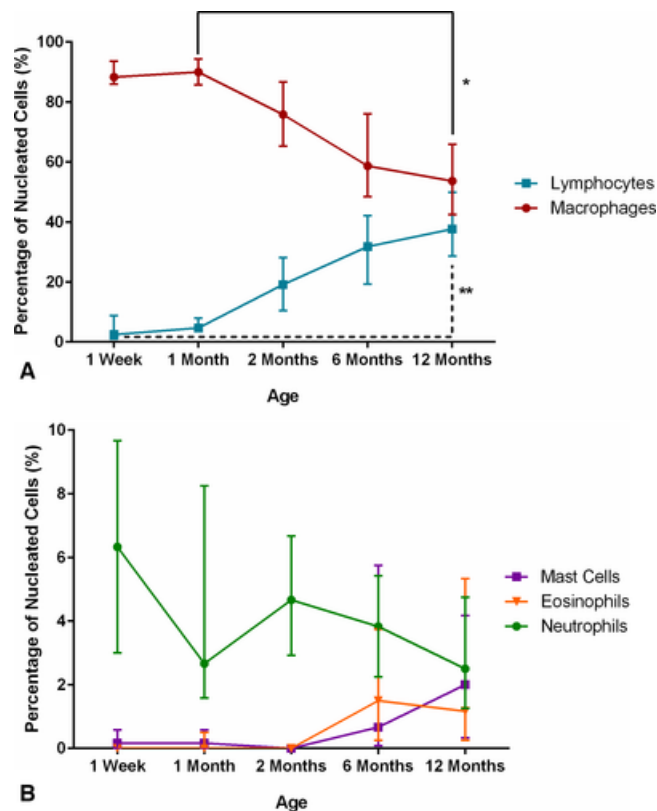 100
80
60
40
20
0
Percentage of Nucleated Cells (%)
*
**
Lymphocytes
Macrophages
1 Week 1 Month 2 Months 6 Months 12 Months
A
Age
10
8
6
4
2
0
Percentage of Nucleated Cells (%)
Mast Cells
Eosinophils
Neutrophils
1 Week 1 Month 2 Months 6 Months 12 Months
B
Age